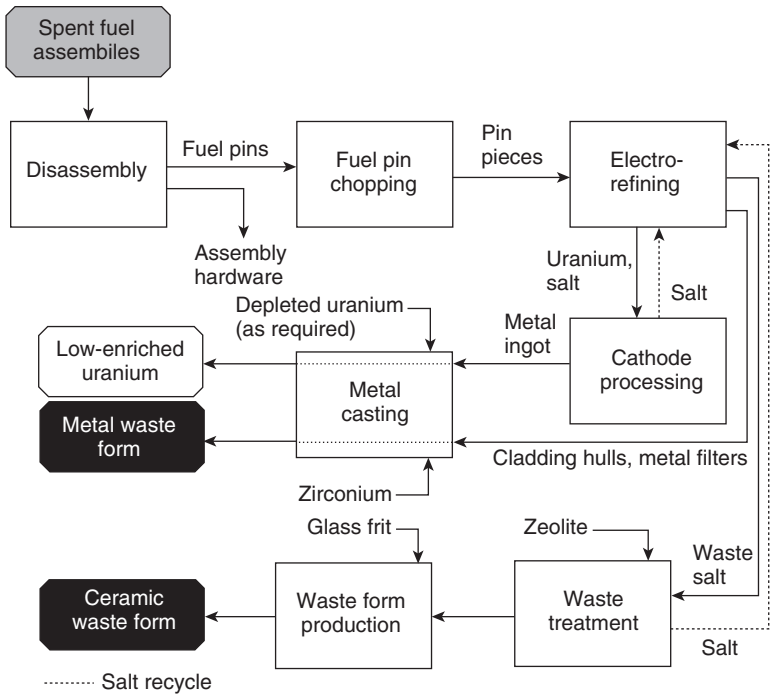 Spent fuel
assembiles
Disassembly
Fuel pins
Fuel pin
chopping
Pin
pieces
Electro-
refining
Assembly
hardware
Uranium,
salt
Salt
Depleted uranium
(as required)
Metal
ingot
Low-enriched
uranium
Metal
casting
Cathode
processing
Metal waste
form
Cladding hulls, metal filters
Zirconium
Glass frit
Zeolite
Waste
salt
Ceramic
waste form
Waste form
production
Waste
treatment
Salt
Salt recycle